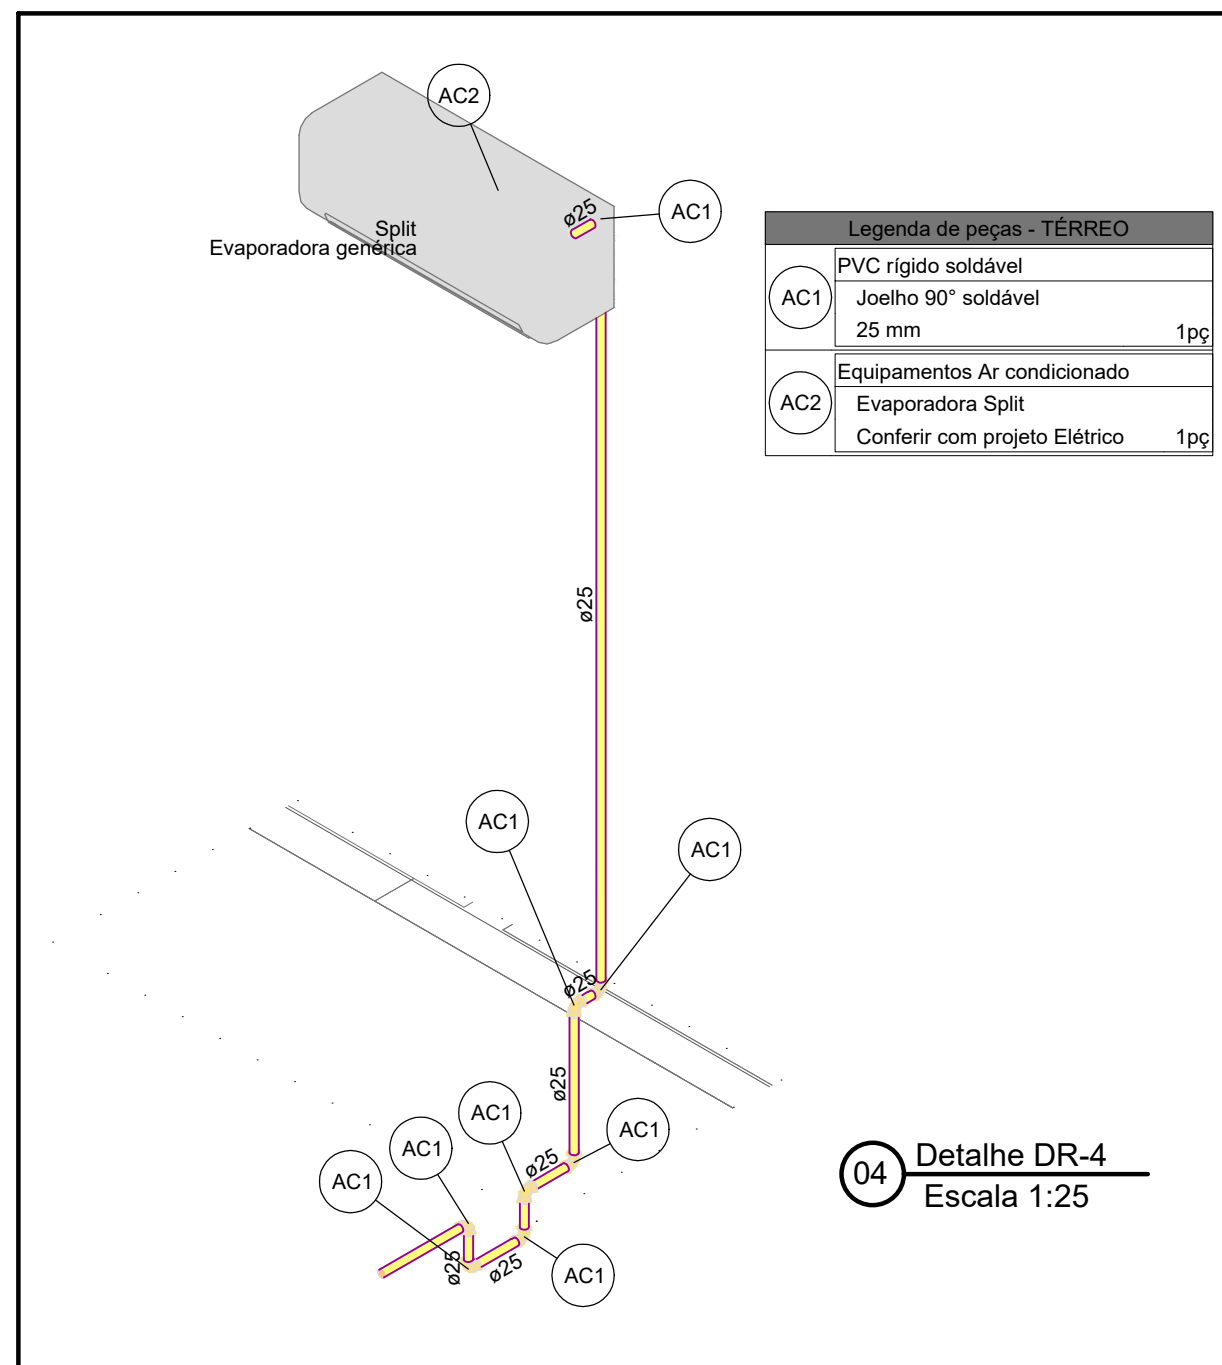 AC2
ø25
AC1
Split
Evaporadora genérica
Legenda de peças - TÉRREO
AC1
PVC rígido soldável
Joelho 90° soldável
25 mm 1pç
AC2
Equipamentos Ar condicionado
Evaporadora Split
Conferir com projeto Elétrico 1pç
ø25
AC1
AC1
ø25
ø25
AC1
AC1
AC1
ø25
AC1
ø25
ø25
AC1
04
Detalhe DR-4
Escala 1:25